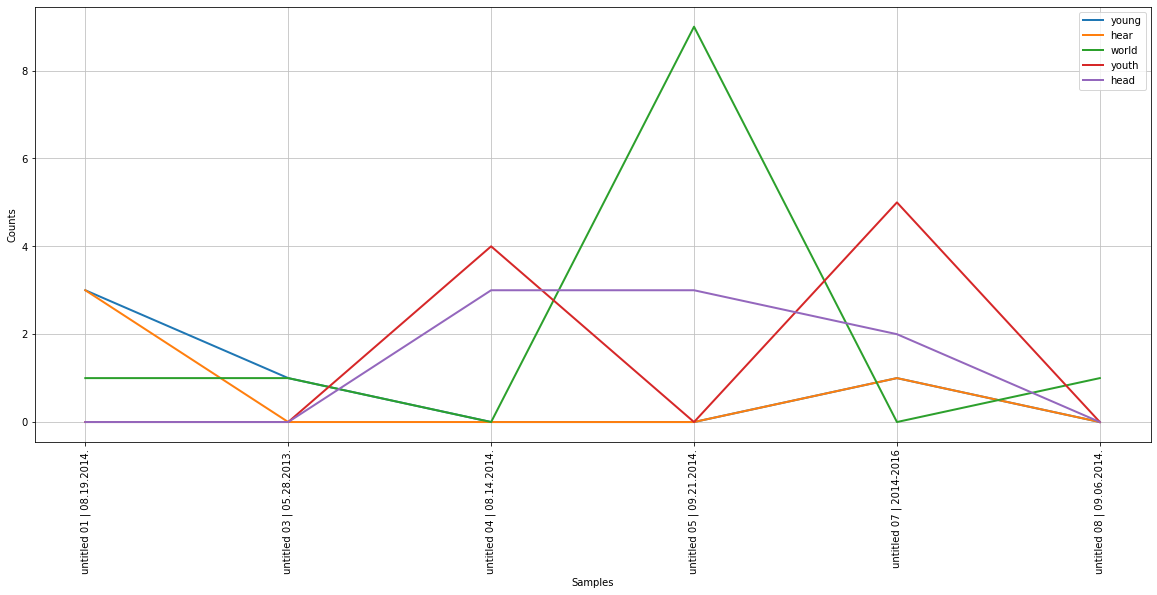 young
hear
world
youth
head
8
6
4
2
0
Counts
untitled 01 | 08.19.2014.
untitled 03 | 05.28.2013.
untitled 04 | 08.14.2014.
untitled 05 | 09.21.2014.
untitled 07 | 2014-2016
untitled 08 | 09.06.2014.
Samples